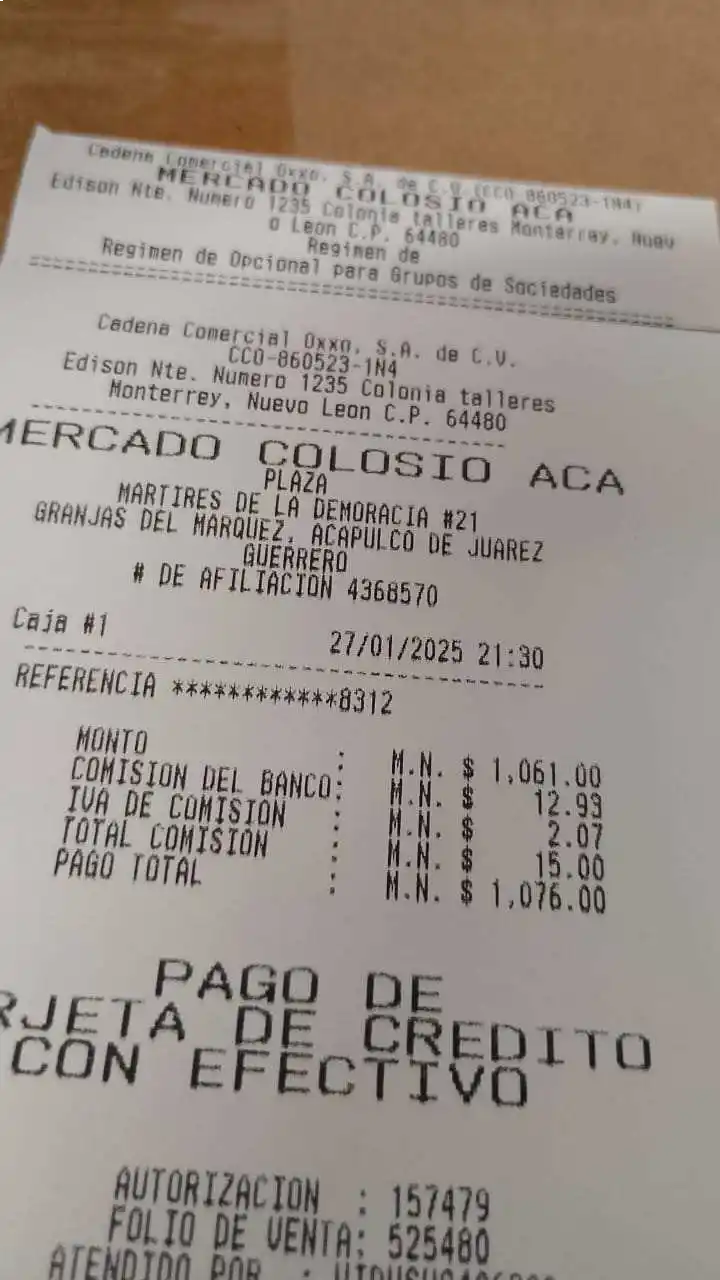 Cadena Comercial Oxxo, S.A. de C.V.(CCO-860523-1N4)
MERCADO COLOSIO ACA
Edison Nte. Numero 1235 Colonia talleres Monterrey, Nuev
o Leon C.P. 64480
Regimen de
Regimen de Opcional para Grupos de Sociedades
Cadena Comercial Oxxo, S.A. de C.V.
CCO-860523-1N4
Edison Nte. Numero 1235 Colonia talleres
Monterrey, Nuevo Leon C.P. 64480
MERCADO COLOSIO ACA
PLAZA
MARTIRES DE LA DEMORACIA #21
GRANJAS DEL MARQUEZ, ACAPULCO DE JUAREZ
GUERRERO
# DE AFILIACION 4368570
Caja #1 27/01/2025 21:30
REFERENCIA ************8312
MONTO : M.N. $ 1,061.00
COMISION DEL BANCO: M.N. $ 12.93
IVA DE COMISION : M.N. $ 2.07
TOTAL COMISION : M.N. $ 15.00
PAGO TOTAL : M.N. $ 1,076.00
PAGO DE
RJETA DE CREDITO
CON EFECTIVO
AUTORIZACION : 157479
FOLIO DE VENTA: 525480
ATENDIDO POR :